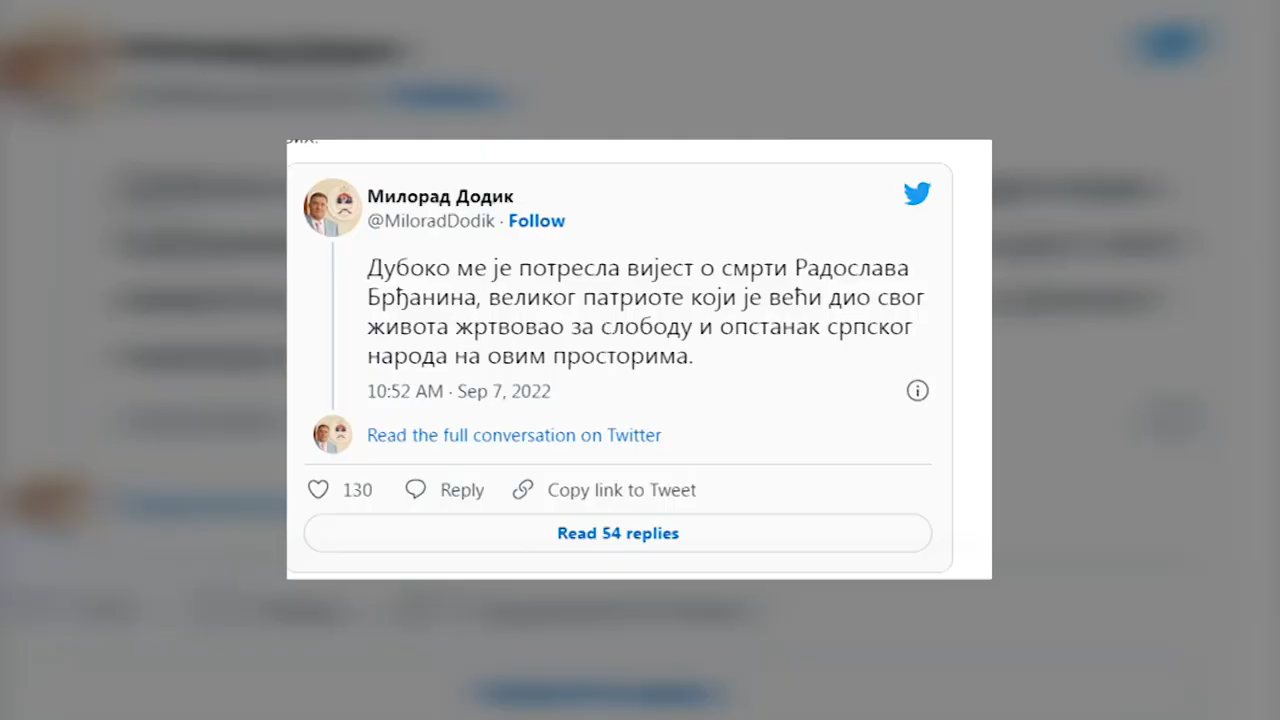 Милорад Додик
@MiloradDodik · Follow
Дубоко ме је потресла вијест о смрти Радослава
Брђанина, великог патриоте који је већи дио свог
живота жртвовао за слободу и опстанак српског
народа на овим просторима.
10:52 AM · Sep 7, 2022
Read the full conversation on Twitter
130 Reply Copy link to Tweet
Read 54 replies